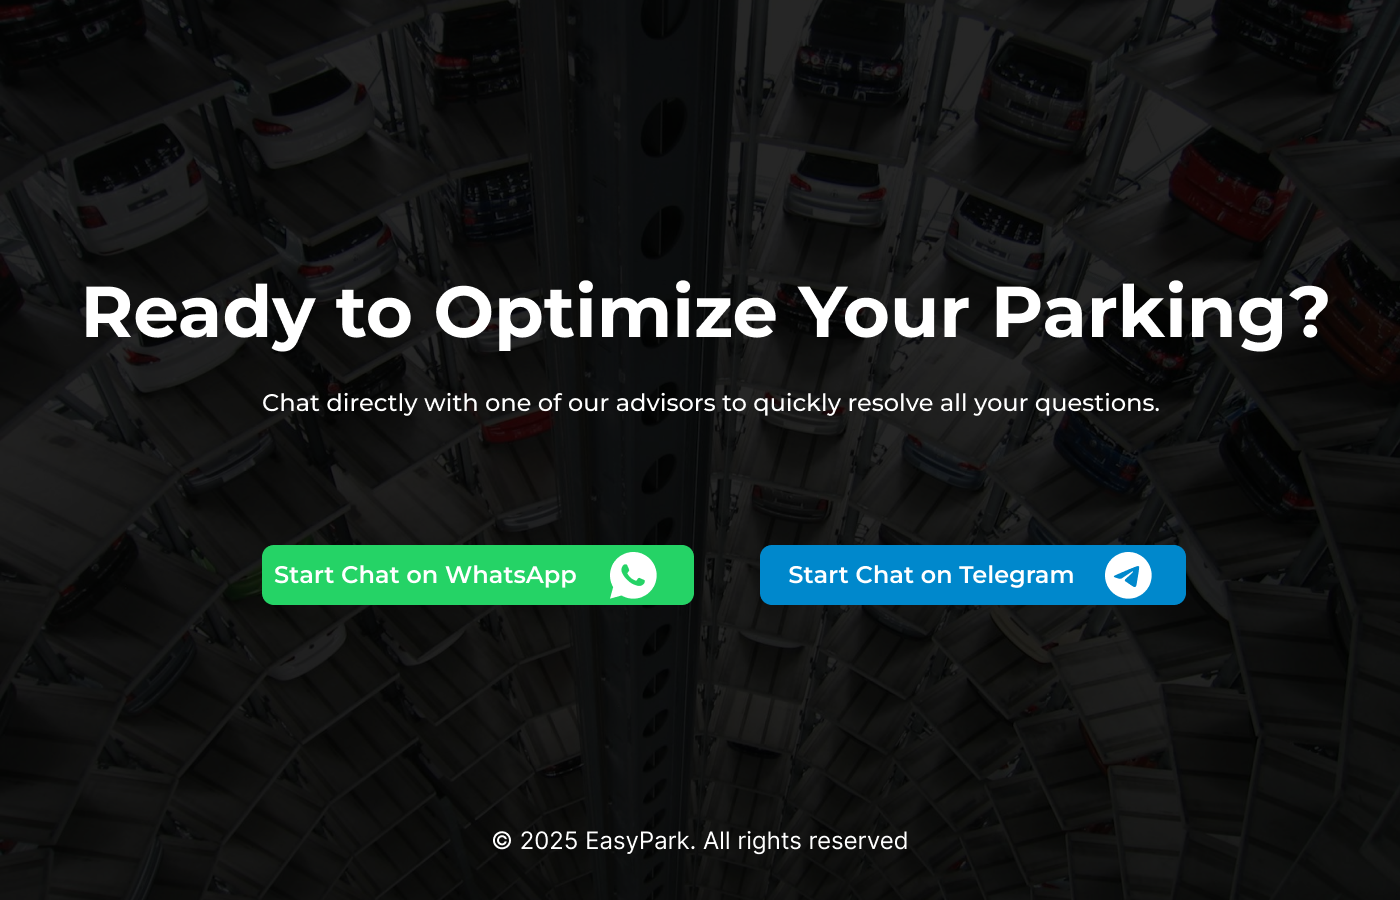 Ready to Optimize Your Parking?
Chat directly with one of our advisors to quickly resolve all your questions.
Start Chat on WhatsApp
Start Chat on Telegram
© 2025 EasyPark. All rights reserved